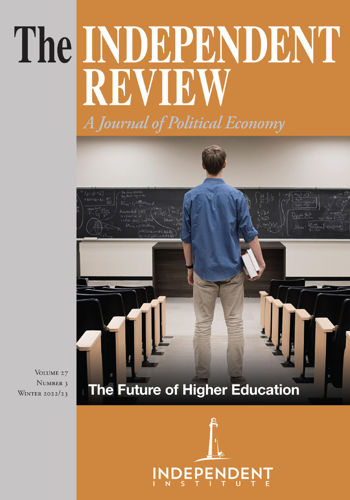 The INDEPENDENT
REVIEW
A Journal of Political Economy
VOLUME 27
NUMBER 3
WINTER 2022/23
The Future of Higher Education
INDEPENDENT
INSTITUTE